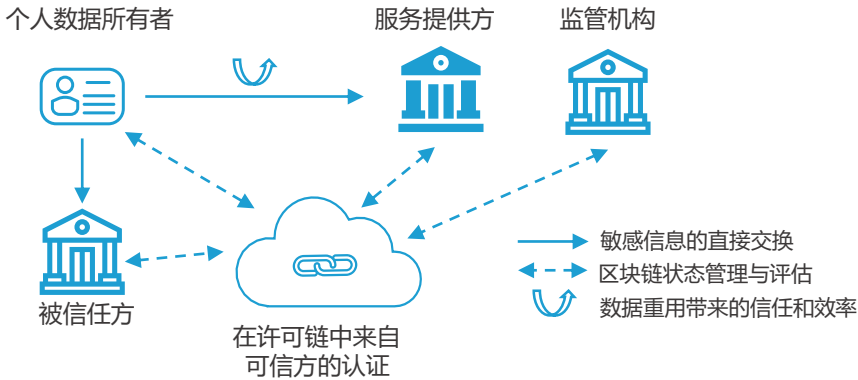 个人数据所有者
服务提供方
监管机构
被信任方
在许可链中来自
可信方的认证
敏感信息的直接交换
区块链状态管理与评估
数据重用带来的信任和效率